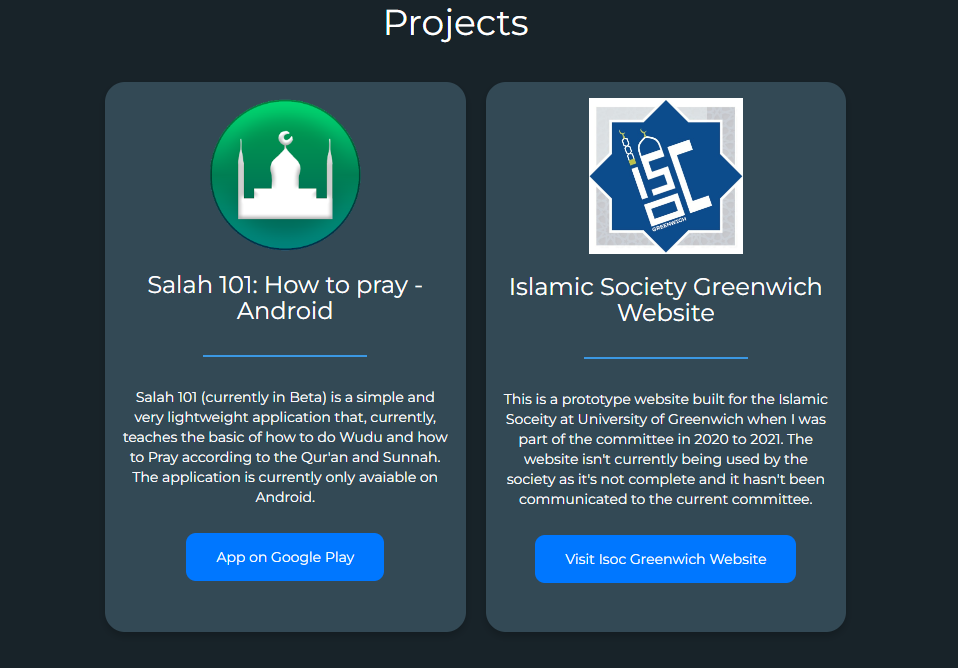 Projects
Salah 101: How to pray -
Android
Salah 101 (currently in Beta) is a simple and
very lightweight application that, currently,
teaches the basic of how to do Wudu and how
to Pray according to the Qur'an and Sunnah.
The application is currently only avaiable on
Android.
App on Google Play
iSOC
GREENWICH
Islamic Society Greenwich
Website
This is a prototype website built for the Islamic
Soceity at University of Greenwich when I was
part of the committee in 2020 to 2021. The
website isn't currently being used by the
society as it's not complete and it hasn't been
communicated to the current committee.
Visit Isoc Greenwich Website